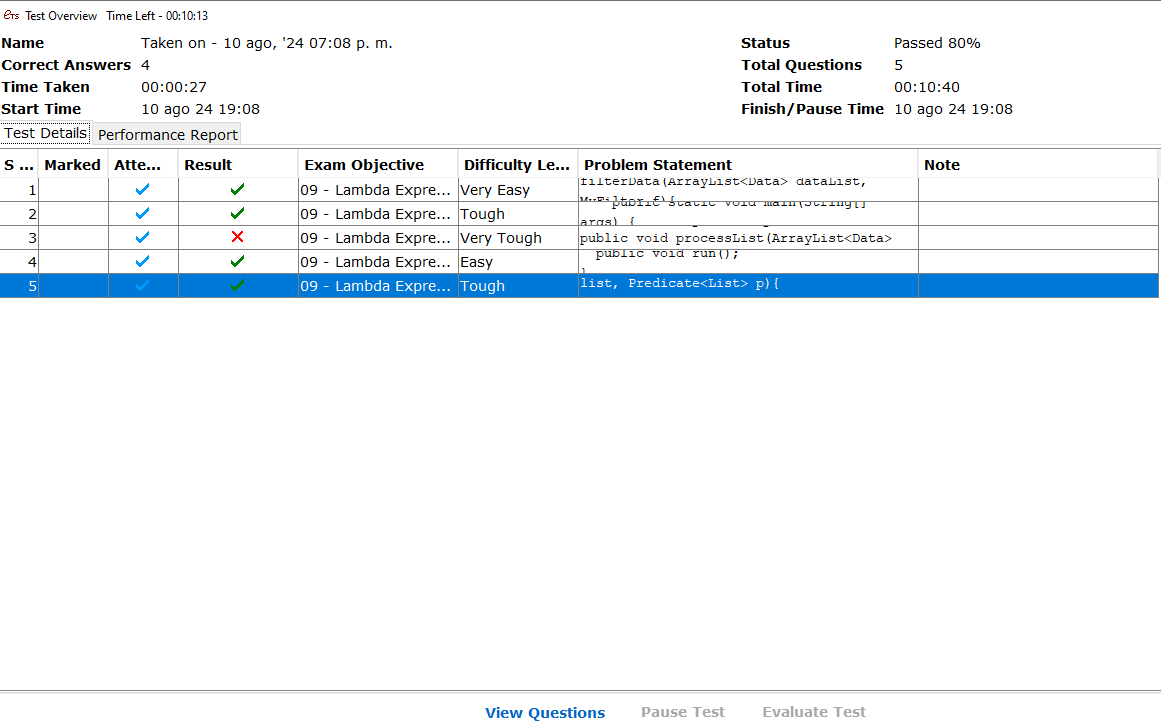 ets Test Overview Time Left - 00:10:13
Name Taken on - 10 ago, '24 07:08 p. m. Status Passed 80%
Correct Answers 4 Total Questions 5
Time Taken 00:00:27 Total Time 00:10:40
Start Time 10 ago 24 19:08 Finish/Pause Time 10 ago 24 19:08
Test Details Performance Report
S ... Marked Atte... Result Exam Objective Difficulty Le... Problem Statement Note
1 09 - Lambda Expre... Very Easy filterData(ArrayList<Data> dataList,
MyFilter f){
2 09 - Lambda Expre... Tough public static void main(String[]
args) {
3 09 - Lambda Expre... Very Tough public void processList(ArrayList<Data>
4 09 - Lambda Expre... Easy public void run();
}
5 09 - Lambda Expre... Tough list, Predicate<List> p){
View Questions Pause Test Evaluate Test